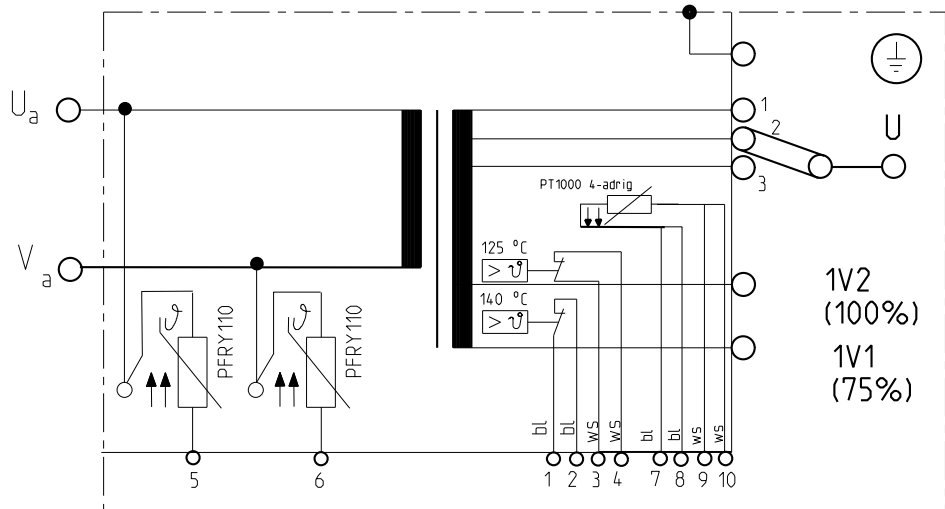 Ua
1
2
U
3
PT1000 4-adrig
Va
125 °C
> ϑ
1V2
(100%)
140 °C
> ϑ
1V1
(75%)
ϑ
PFRY110
ϑ
PFRY110
bl
bl
ws
ws
bl
bl
ws
ws
5
6
1
2
3
4
7
8
9
10